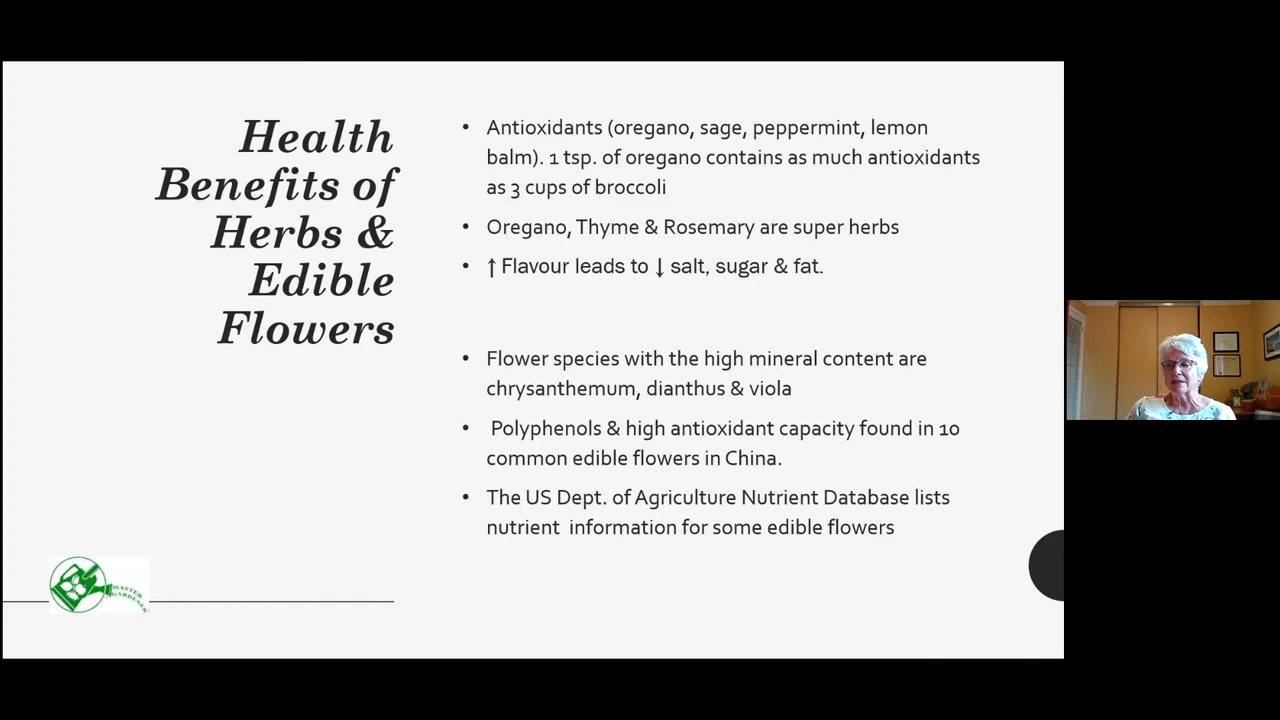 Health
Benefits of
Herbs &
Edible
Flowers
• Antioxidants (oregano, sage, peppermint, lemon
balm). 1 tsp. of oregano contains as much antioxidants
as 3 cups of broccoli
• Oregano, Thyme & Rosemary are super herbs
• ↑ Flavour leads to ↓ salt, sugar & fat.
• Flower species with the high mineral content are
chrysanthemum, dianthus & viola
• Polyphenols & high antioxidant capacity found in 10
common edible flowers in China.
• The US Dept. of Agriculture Nutrient Database lists
nutrient  information for some edible flowers
MASTER
GARDENER